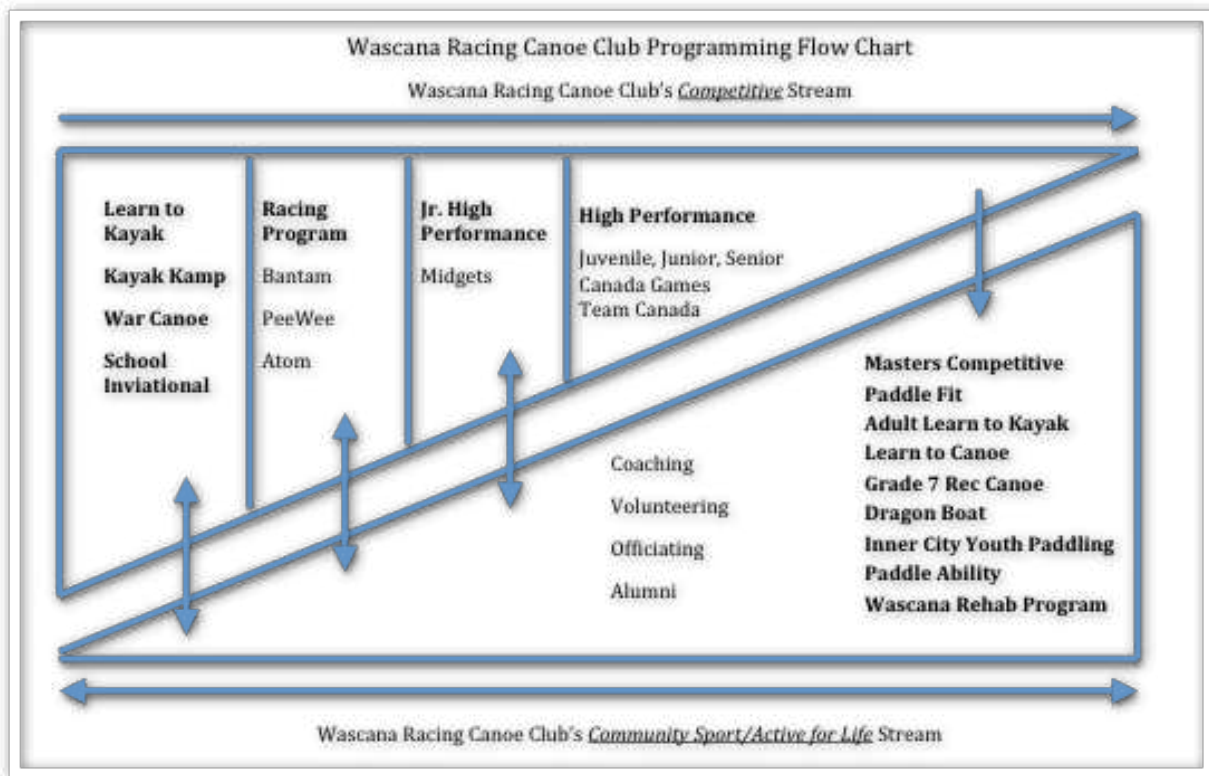 Wascana Racing Canoe Club Programming Flow Chart
Wascana Racing Canoe Club's Competitive Stream
Learn to
Kayak
Kayak Kamp
War Canoe
School
Inviational
Racing
Program
Bantam
PeeWee
Atom
Jr. High
Performance
Midgets
High Performance
Juvenile, Junior, Senior
Canada Games
Team Canada
Coaching
Volunteering
Officiating
Alumni
Masters Competitive
Paddle Fit
Adult Learn to Kayak
Learn to Canoe
Grade 7 Rec Canoe
Dragon Boat
Inner City Youth Paddling
Paddle Ability
Wascana Rehab Program
Wascana Racing Canoe Club's Community Sport/Active for Life Stream